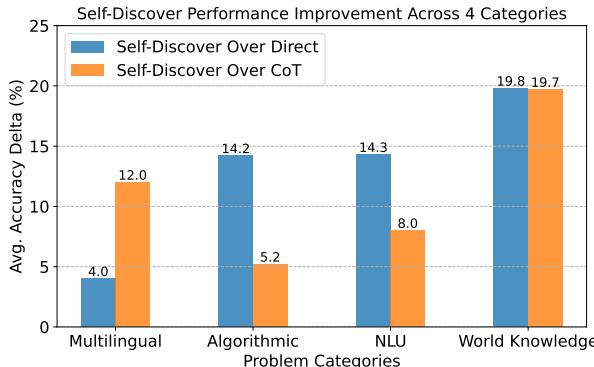 Self-Discover Performance Improvement Across 4 Categories
25
Self-Discover Over Direct
Self-Discover Over CoT
20
15
10
5
0
Avg. Accuracy Delta (%)
4.0
12.0
14.2
5.2
14.3
8.0
19.8
19.7
Multilingual
Algorithmic
NLU
World Knowledge
Problem Categories